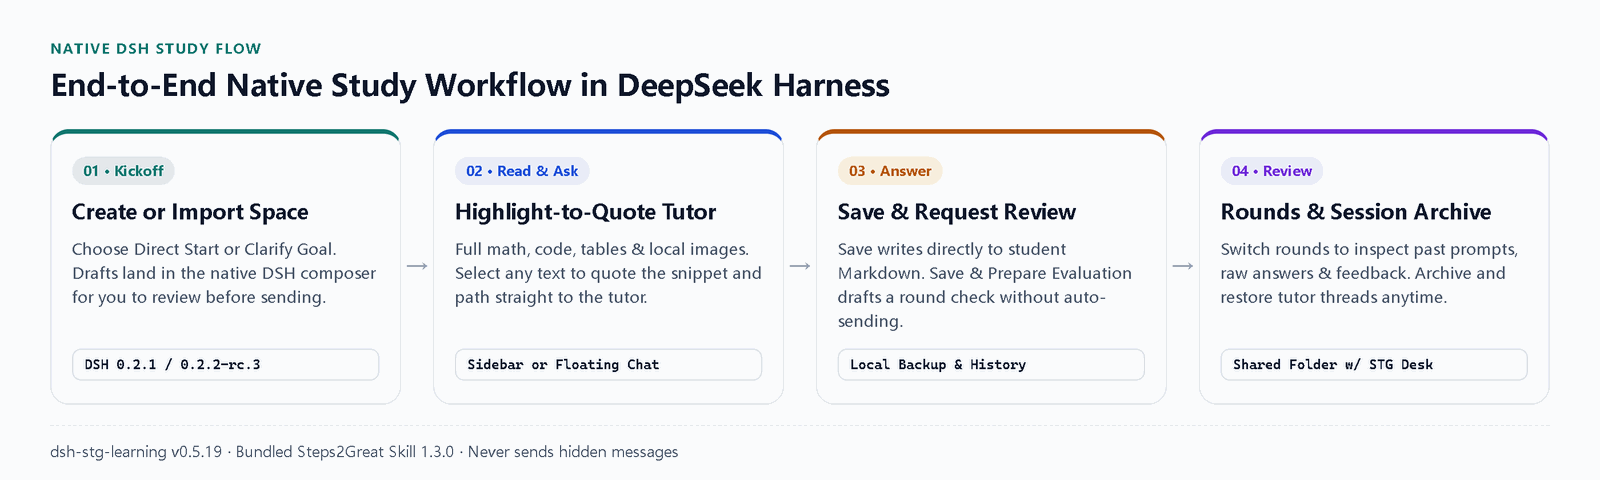 NATIVE DSH STUDY FLOW
End-to-End Native Study Workflow in DeepSeek Harness
01 • Kickoff
Create or Import Space
Choose Direct Start or Clarify Goal.
Drafts land in the native DSH composer
for you to review before sending.
DSH 0.2.1 / 0.2.2-rc.3
→
02 • Read & Ask
Highlight-to-Quote Tutor
Full math, code, tables & local images.
Select any text to quote the snippet and
path straight to the tutor.
Sidebar or Floating Chat
→
03 • Answer
Save & Request Review
Save writes directly to student
Markdown. Save & Prepare Evaluation
drafts a round check without auto-
sending.
Local Backup & History
→
04 • Review
Rounds & Session Archive
Switch rounds to inspect past prompts,
raw answers & feedback. Archive and
restore tutor threads anytime.
Shared Folder w/ STG Desk
dsh-stg-learning v0.5.19 · Bundled Steps2Great Skill 1.3.0 · Never sends hidden messages